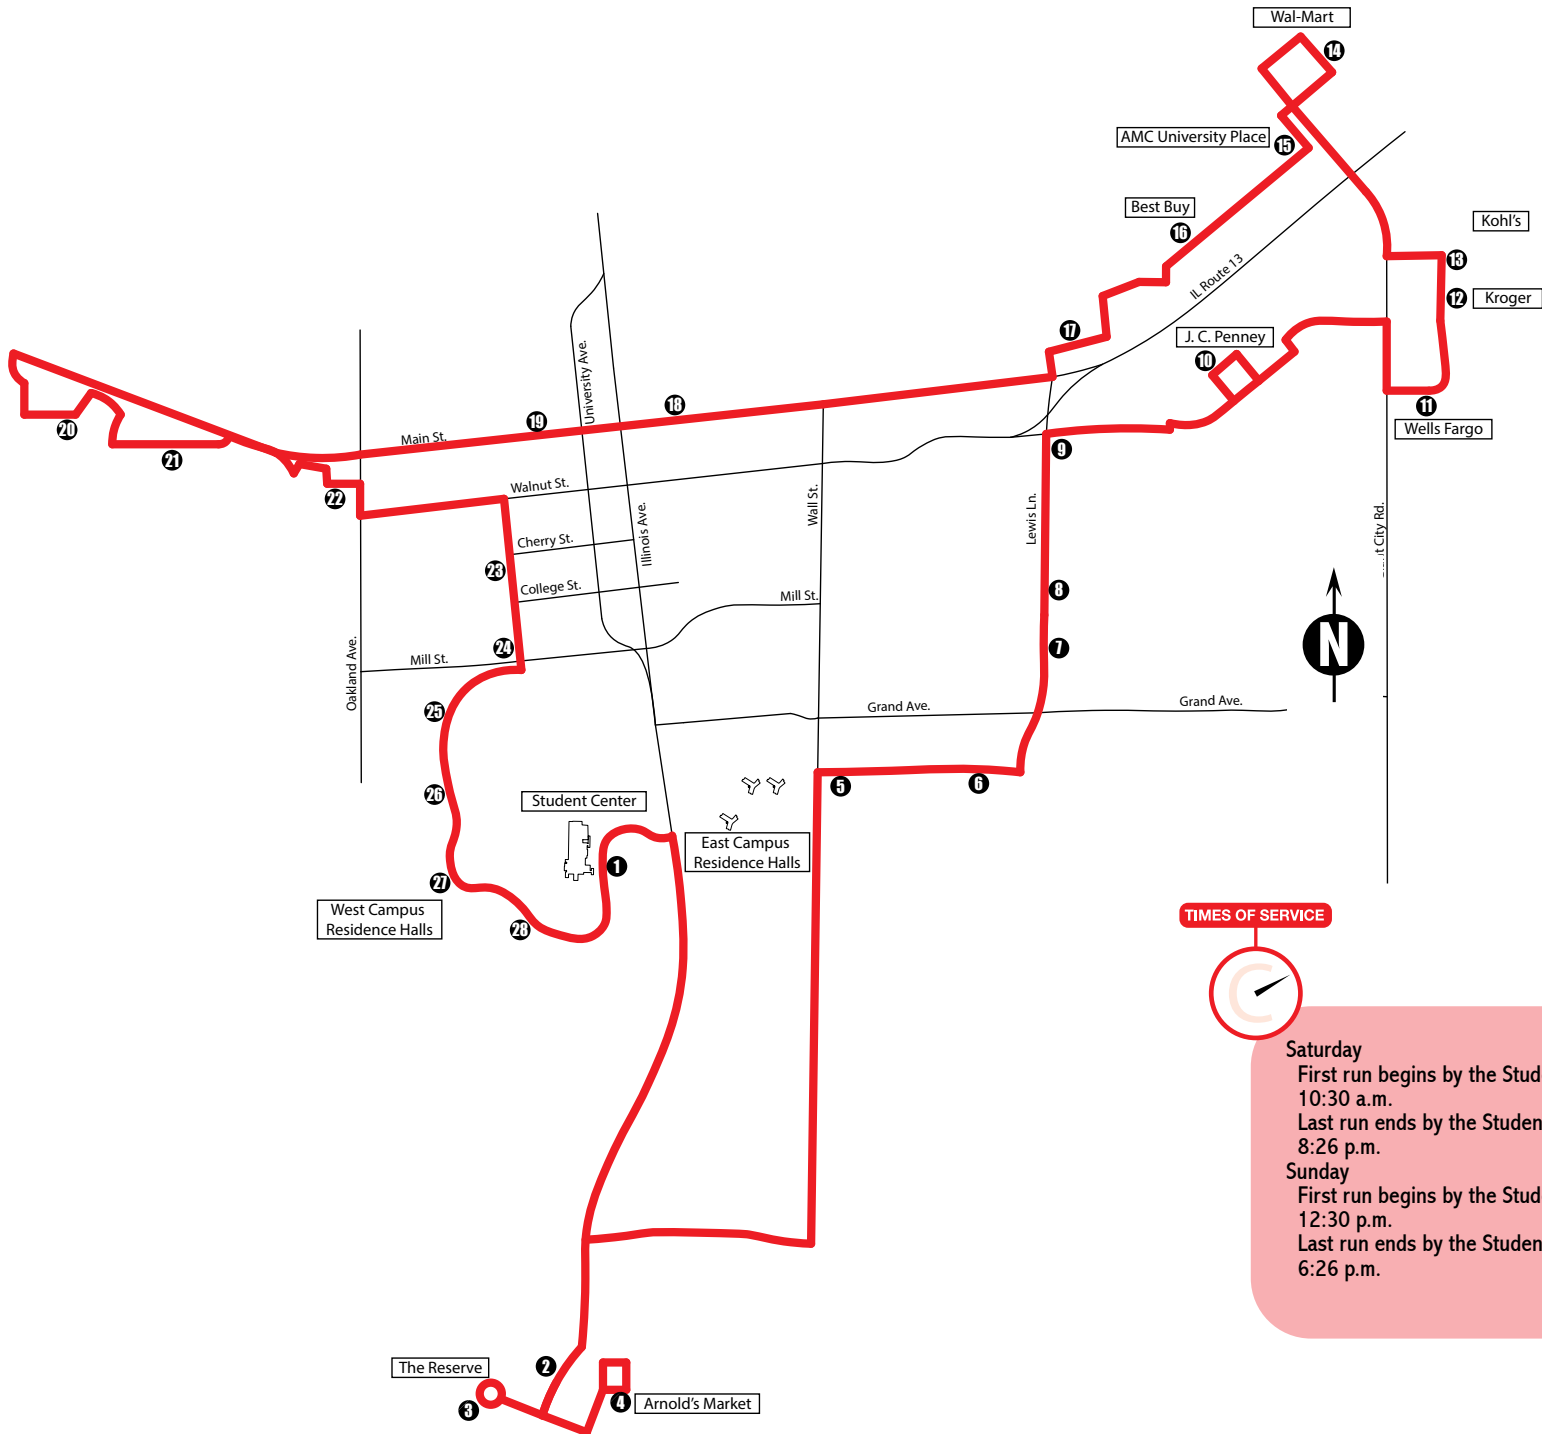 Wal-Mart
14
AMC University Place
15
Best Buy
16
Kohl's
13
IL Route 13
12
Kroger
17
J. C. Penney
10
University Ave.
18
11
20
Main St.
19
Wells Fargo
21
9
22
Walnut St.
Wall St.
Lewis Ln.
City Rd.
Illinois Ave.
Cherry St.
23
College St.
8
Mill St.
N
24
7
Mill St.
Oakland Ave.
25
Grand Ave.
Grand Ave.
5
6
26
Student Center
East Campus
Residence Halls
1
27
West Campus
Residence Halls
28
TIMES OF SERVICE
Saturday
First run begins by the Stud
10:30 a.m.
Last run ends by the Studen
8:26 p.m.
Sunday
First run begins by the Stud
12:30 p.m.
Last run ends by the Studen
6:26 p.m.
The Reserve
2
3
4
Arnold's Market